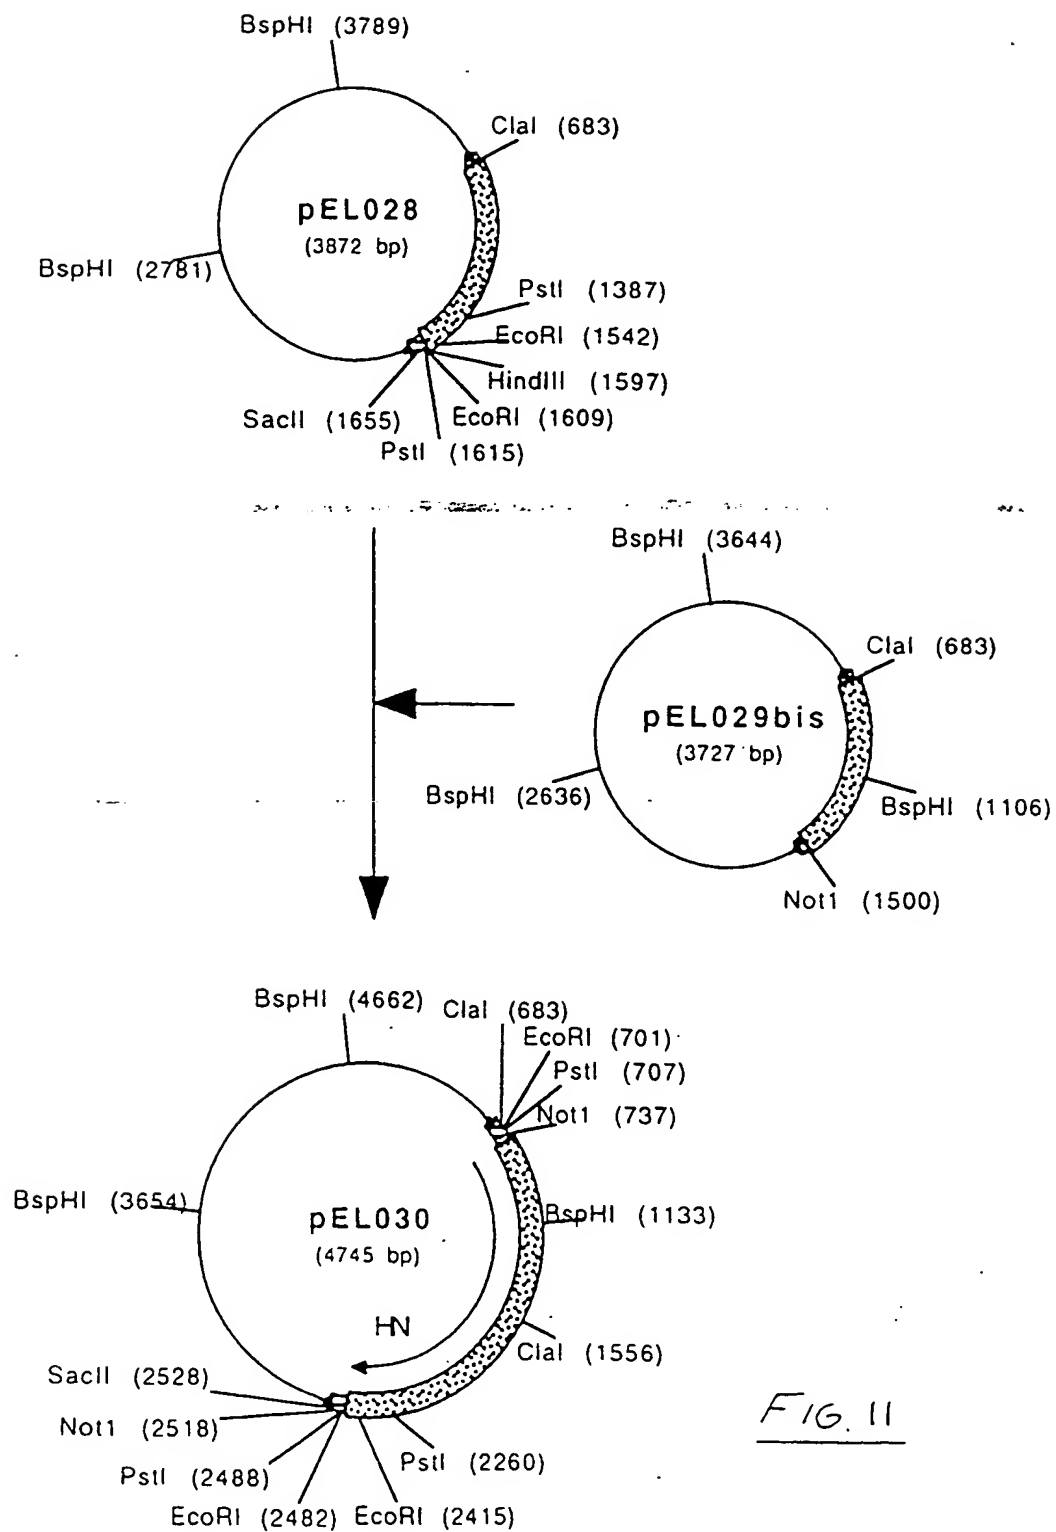 BspHI (3789)
ClaI (683)
pEL028
(3872 bp)
BspHI (2781)
PstI (1387)
EcoRI (1542)
HindIII (1597)
SacII (1655)
EcoRI (1609)
PstI (1615)
BspHI (3644)
ClaI (683)
pEL029bis
(3727 bp)
BspHI (2636)
BspHI (1106)
Not1 (1500)
BspHI (4662)
ClaI (683)
EcoRI (701)
PstI (707)
Not1 (737)
BspHI (3654)
pEL030
(4745 bp)
BspHI (1133)
HN
ClaI (1556)
SacII (2528)
Not1 (2518)
PstI (2260)
PstI (2488)
EcoRI (2482)
EcoRI (2415)
FIG. 11